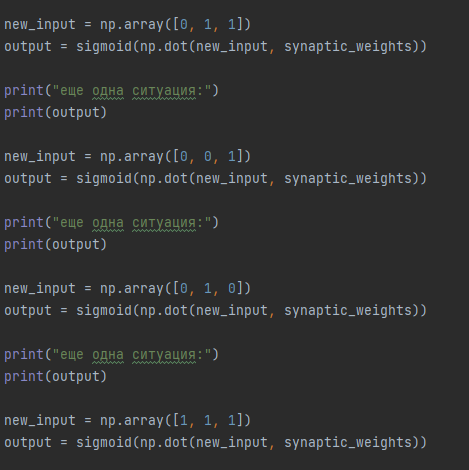 new_input = np.array([0, 1, 1])
output = sigmoid(np.dot(new_input, synaptic_weights))
print("еще одна ситуация:")
print(output)
new_input = np.array([0, 0, 1])
output = sigmoid(np.dot(new_input, synaptic_weights))
print("еще одна ситуация:")
print(output)
new_input = np.array([0, 1, 0])
output = sigmoid(np.dot(new_input, synaptic_weights))
print("еще одна ситуация:")
print(output)
new_input = np.array([1, 1, 1])
output = sigmoid(np.dot(new_input, synaptic_weights))